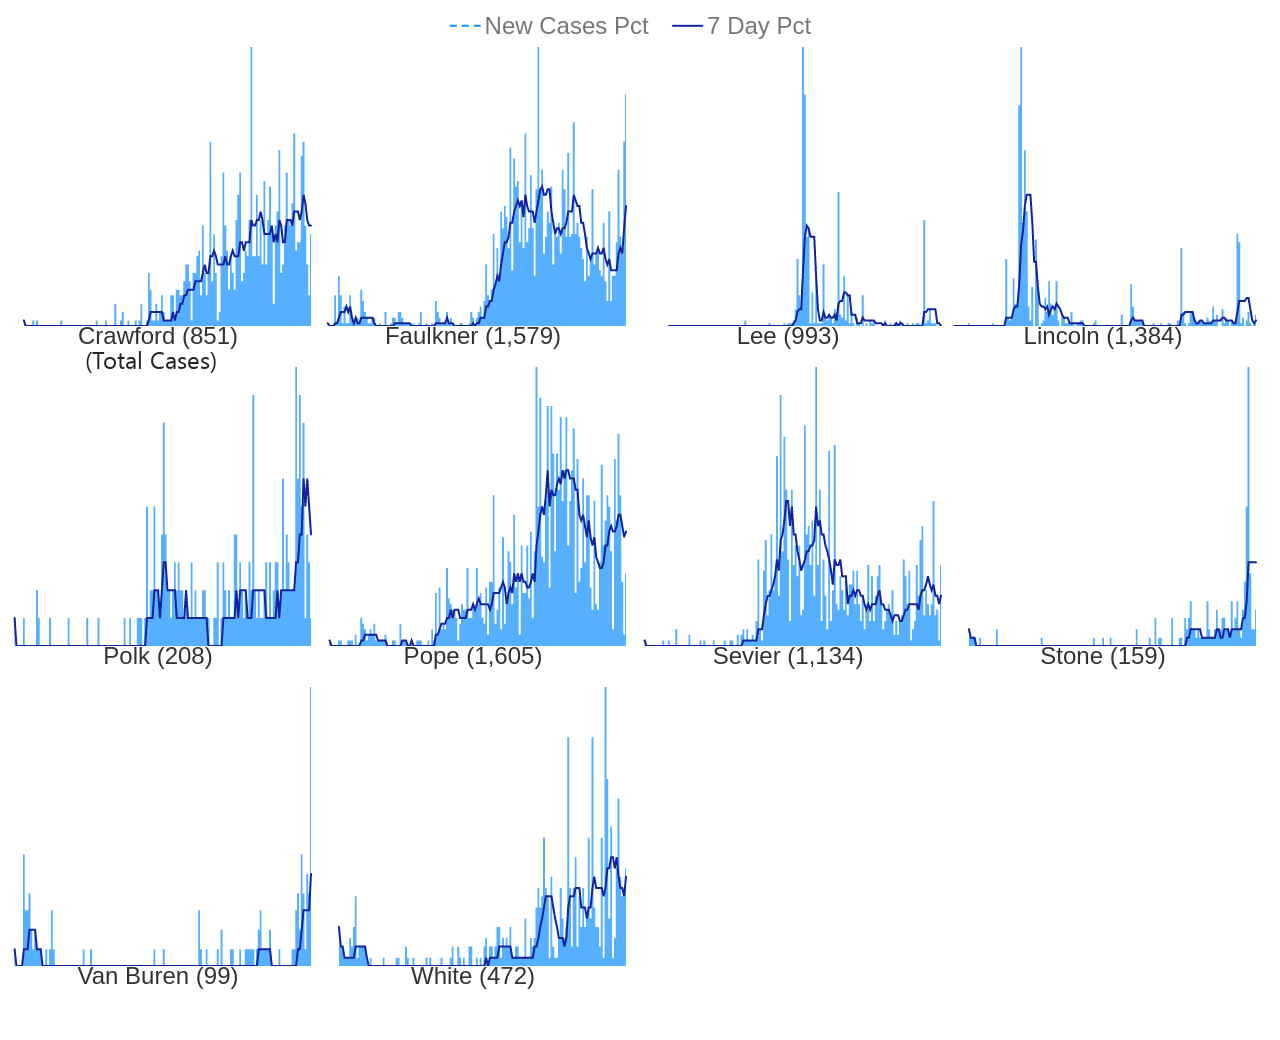 New Cases Pct 7 Day Pct
Crawford (851) Faulkner (1,579) Lee (993) Lincoln (1,384)
(Total Cases)
Polk (208) Pope (1,605) Sevier (1,134) Stone (159)
Van Buren (99) White (472)